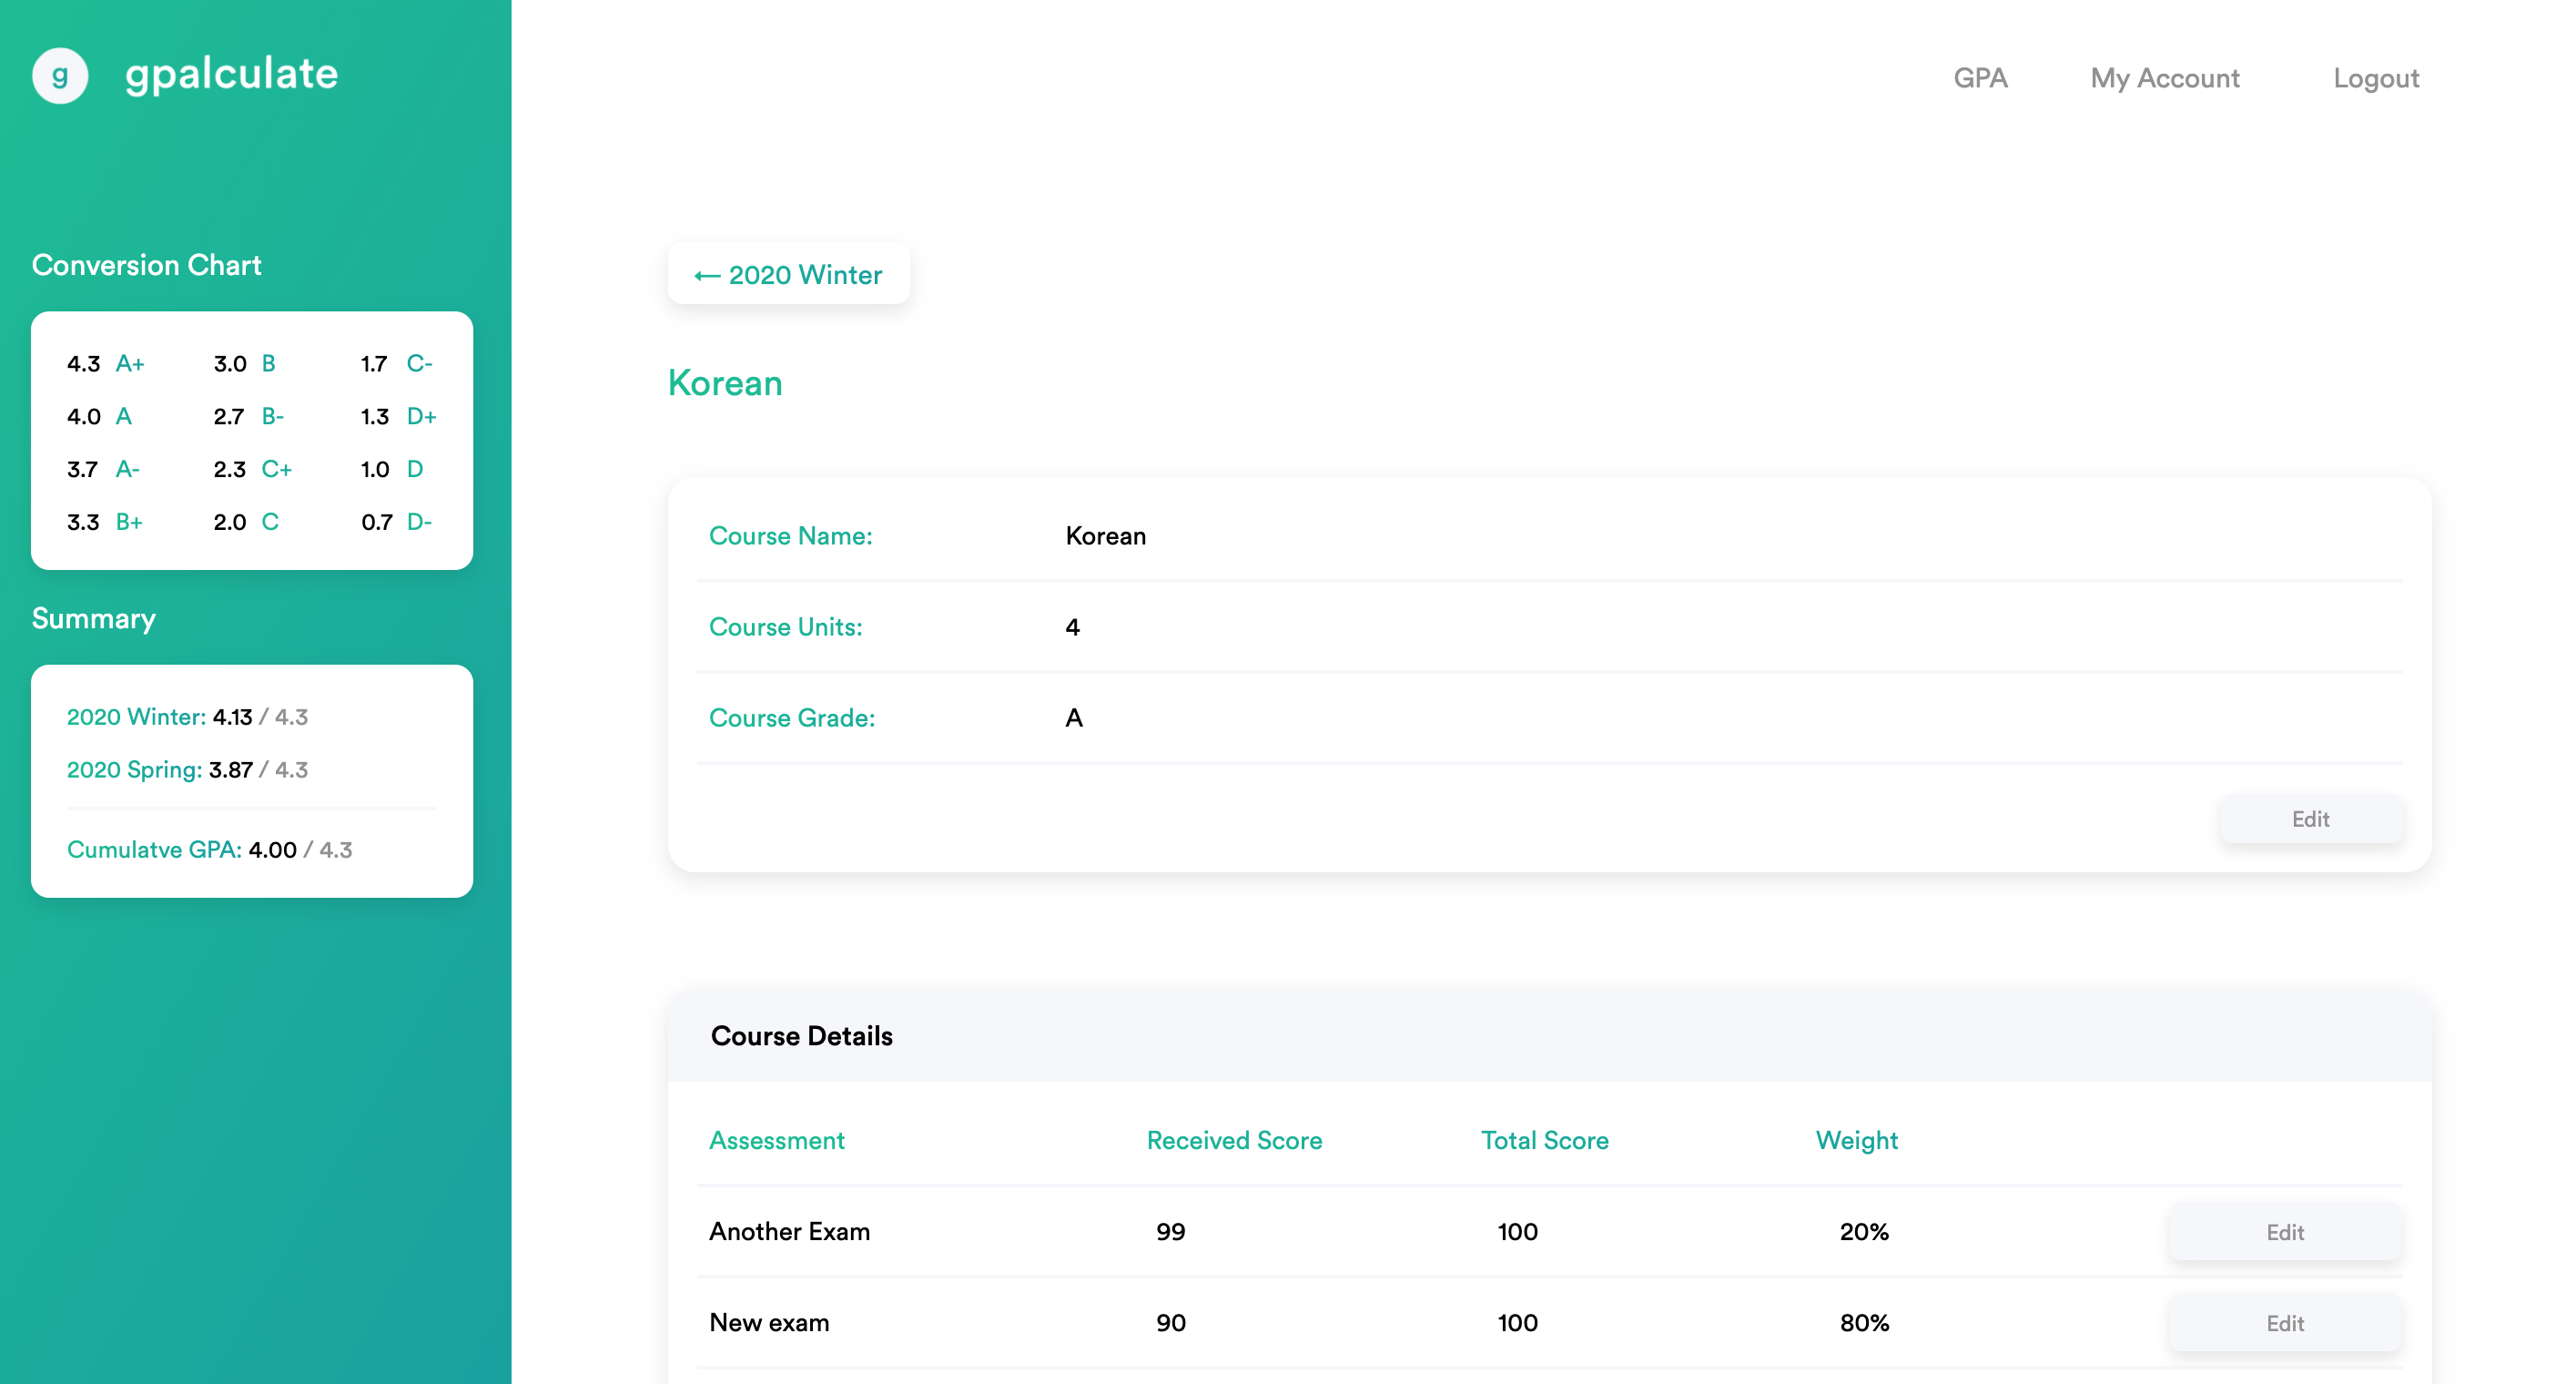 g gpalculate
GPA My Account Logout
Conversion Chart
4.3 A+ 3.0 B 1.7 C-
4.0 A 2.7 B- 1.3 D+
3.7 A- 2.3 C+ 1.0 D
3.3 B+ 2.0 C 0.7 D-
Summary
2020 Winter: 4.13 / 4.3
2020 Spring: 3.87 / 4.3
Cumulatve GPA: 4.00 / 4.3
← 2020 Winter
Korean
Course Name: Korean
Course Units: 4
Course Grade: A
Edit
Course Details
Assessment Received Score Total Score Weight
Another Exam 99 100 20% Edit
New exam 90 100 80% Edit